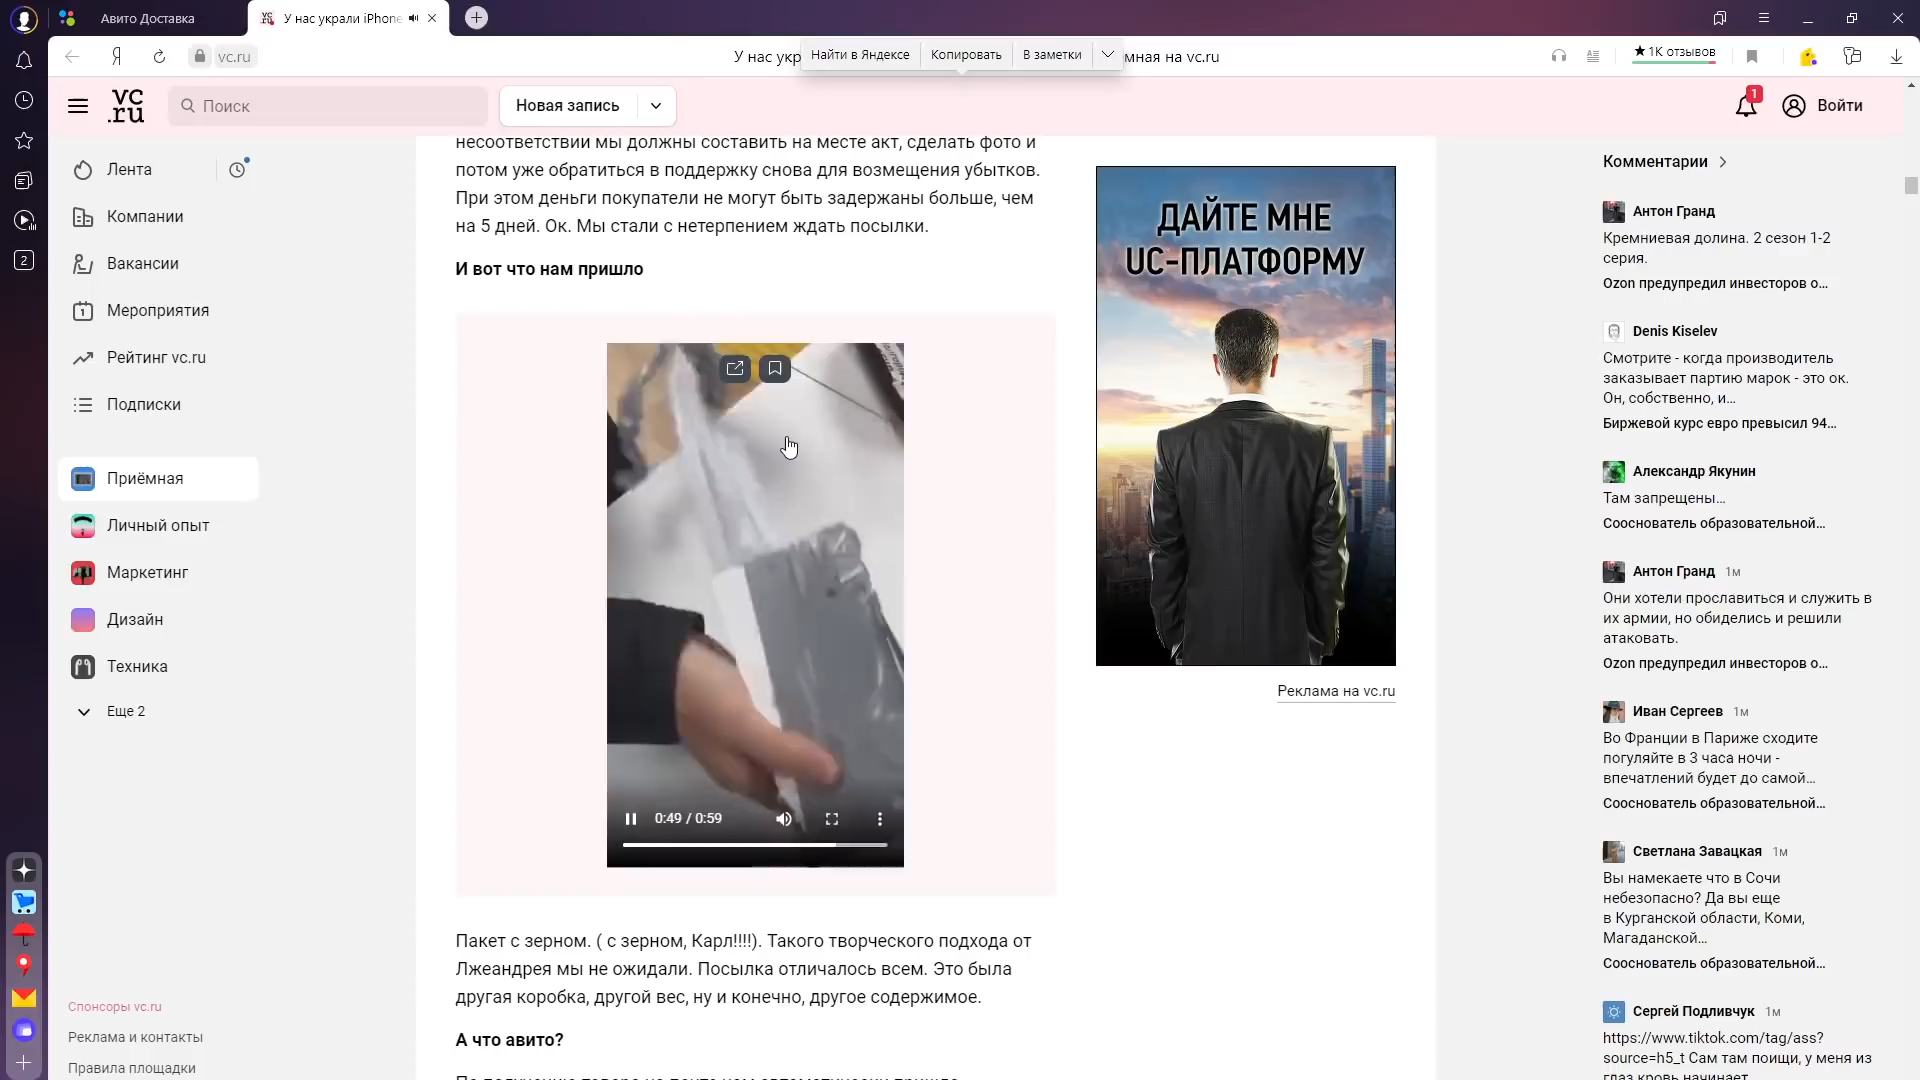 Авито Доставка
У нас украли iPhone
vc.ru
У нас укр
Найти в Яндексе
Копировать
В заметки
мная на vc.ru
★1К отзывов
vc
.ru
Поиск
Новая запись
1
Войти
2
Лента
Компании
Вакансии
Мероприятия
Рейтинг vc.ru
Подписки
Приёмная
Личный опыт
Маркетинг
Дизайн
Техника
Еще 2
Спонсоры vc.ru
Реклама и контакты
Правила площадки
несоответствии мы должны составить на месте акт, сделать фото и
потом уже обратиться в поддержку снова для возмещения убытков.
При этом деньги покупатели не могут быть задержаны больше, чем
на 5 дней. Ок. Мы стали с нетерпением ждать посылки.
И вот что нам пришло
0:49 / 0:59
Пакет с зерном. ( с зерном, Карл!!!!). Такого творческого подхода от
Лжеандрея мы не ожидали. Посылка отличалось всем. Это была
другая коробка, другой вес, ну и конечно, другое содержимое.
А что авито?
ДАЙТЕ МНЕ
UC-ПЛАТФОРМУ
Реклама на vc.ru
Комментарии
Антон Гранд
Кремниевая долина. 2 сезон 1-2
серия.
Ozon предупредил инвесторов о...
Denis Kiselev
Смотрите - когда производитель
заказывает партию марок - это ок.
Он, собственно, и...
Биржевой курс евро превысил 94...
Александр Якунин
Там запрещены...
Сооснователь образовательной...
Антон Гранд 1м
Они хотели прославиться и служить в
их армии, но обиделись и решили
атаковать.
Ozon предупредил инвесторов о...
Иван Сергеев 1м
Во Франции в Париже сходите
погуляйте в 3 часа ночи -
впечатлений будет до самой...
Сооснователь образовательной...
Светлана Завацкая 1м
Вы намекаете что в Сочи
небезопасно? Да вы еще
в Курганской области, Коми,
Магаданской...
Сооснователь образовательной...
Сергей Подливчук 1м
https://www.tiktok.com/tag/ass?
source=h5_t Сам там поищи, у меня из
глаз кровь начинает